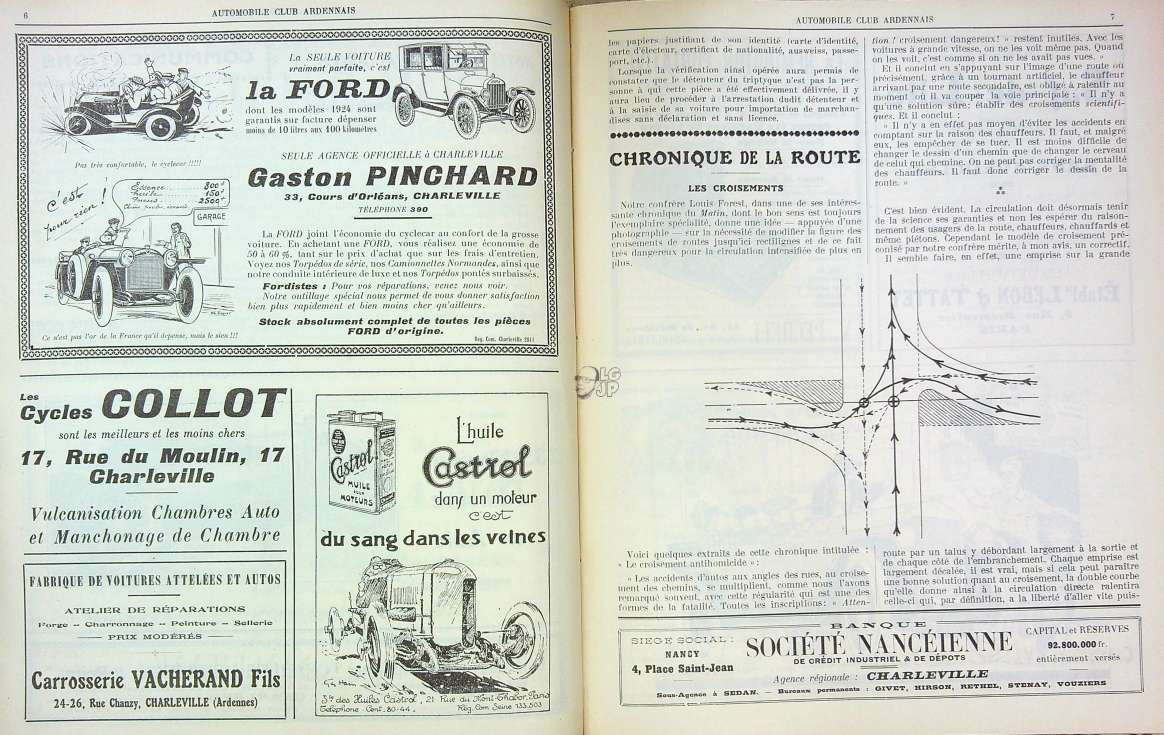 6
AUTOMOBILE CLUB ARDENNAIS
La SEULE VOITURE
vraiment parfaite, c'est
la FORD
dont les modèles 1924 sont
garantis sur facture dépenser
moins de 10 litres aux 100 kilomètres
Pas très confortable, le cyclecar !!!!!
c'est
pour rien !
Essence 800f
huile 150f
Pneus 2500f
GARAGE
Ce n'est pas l'or de la France qu'il dépense, mais le sien !!!
SEULE AGENCE OFFICIELLE à CHARLEVILLE
Gaston PINCHARD
33, Cours d'Orléans, CHARLEVILLE
TÉLÉPHONE 390
La FORD joint l'économie du cyclecar au confort de la grosse
voiture. En achetant une FORD, vous réalisez une économie de
50 à 60 %, tant sur le prix d'achat que sur les frais d'entretien.
Voyez nos Torpédos de série, nos Camionnettes Normandes, ainsi que
notre conduite intérieure de luxe et nos Torpédos pontés surbaissés.
Fordistes : Pour vos réparations, venez nous voir.
Notre outillage spécial nous permet de vous donner satisfaction
bien plus rapidement et bien moins cher qu'ailleurs.
Stock absolument complet de toutes les pièces
FORD d'origine.
Reg. Com. Charleville 2611
Les
Cycles COLLOT
sont les meilleurs et les moins chers
17, Rue du Moulin, 17
Charleville
Vulcanisation Chambres Auto
et Manchonage de Chambre
FABRIQUE DE VOITURES ATTELÉES ET AUTOS
ATELIER DE RÉPARATIONS
Forge -- Charronnage -- Peinture -- Sellerie
PRIX MODÉRÉS
Carrosserie VACHERAND Fils
24-26, Rue Chanzy, CHARLEVILLE (Ardennes)
Castrol
HUILE
POUR
MOTEURS
L'huile
Castrol
dans un moteur
c'est
du sang dans les veines
Geo Ham
Sté des Huiles Castrol, 21 Rue du Mont-Thabor, Paris
Téléphone - Cent. 80-44. Rég. Com Seine 133.503
AUTOMOBILE CLUB ARDENNAIS
7
les papiers justifiant de son identité (carte d'identité,
carte d'électeur, certificat de nationalité, ausweiss, passe-
port, etc.).
Lorsque la vérification ainsi opérée aura permis de
constater que le détenteur du triptyque n'est pas la per-
sonne à qui cette pièce a été effectivement délivrée, il y
aura lieu de procéder à l'arrestation dudit détenteur et
à la saisie de sa voiture pour importation de marchan-
dises sans déclaration et sans licence.
CHRONIQUE DE LA ROUTE
LES CROISEMENTS
Notre confrère Louis Forest, dans une de ses intéres-
sante chronique du Matin, dont le bon sens est toujours
l'exemplaire spécialité, donne une idée — appuyée d'une
photographie — sur la nécessité de modifier la figure des
croisements de routes jusqu'ici rectilignes et de ce fait
très dangereux pour la circulation intensifiée de plus en
plus.
tion ! croisement dangereux! » restent inutiles. Avec les
voitures à grande vitesse, on ne les voit même pas. Quand
on les voit, c'est comme si on ne les avait pas vues. »
Et il conclut en s'appuyant sur l'image d'une route où
précisément, grâce à un tournant artificiel, le chauffeur
arrivant par une route secondaire, est obligé à ralentir au
moment où il va couper la voie principale : « Il n'y a
qu'une solution sûre: établir des croisements scientifi-
ques. Et il conclut :
« Il n'y a en effet pas moyen d'éviter les accidents en
comptant sur la raison des chauffeurs. Il faut, et malgré
eux, les empêcher de se tuer. Il est moins difficile de
changer le dessin d'un chemin que de changer le cerveau
de celui qui chemine. On ne peut pas corriger la mentalité
des chauffeurs. Il faut donc corriger le dessin de la
route. »
C'est bien évident. La circulation doit désormais tenir
de la science ses garanties et non les espérer du raison-
nement des usagers de la route, chauffeurs, chauffards et
même piétons. Cependant le modèle de croisement pré-
conisé par notre confrère mérite, à mon avis, un correctif.
Il semble faire, en effet, une emprise sur la grande
OLG
JP
Voici quelques extraits de cette chronique intitulée :
« Le croisement antihomicide » :
« Les accidents d'autos aux angles des rues, au croise-
ment des chemins, se multiplient, comme nous l'avons
remarqué souvent, avec cette régularité qui est une des
formes de la fatalité. Toutes les inscriptions: « Atten-
route par un talus y débordant largement à la sortie et
de chaque côté de l'embranchement. Chaque emprise est
largement décalée, il est vrai, mais si cela peut paraître
une bonne solution quant au croisement, la double courbe
qu'elle donne ainsi à la circulation directe ralentira
celle-ci qui, par définition, a la liberté d'aller vite puis-
BANQUE
SOCIÉTÉ NANCÉIENNE
DE CRÉDIT INDUSTRIEL & DE DÉPOTS
SIEGE SOCIAL :
NANCY
4, Place Saint-Jean
CAPITAL et RÉSERVES
92.800.000 fr.
entièrement versés
Agence régionale : CHARLEVILLE
Sous-Agence à SEDAN. — Bureaux permanents : GIVET, HIRSON, RETHEL, STENAY, VOUZIERS